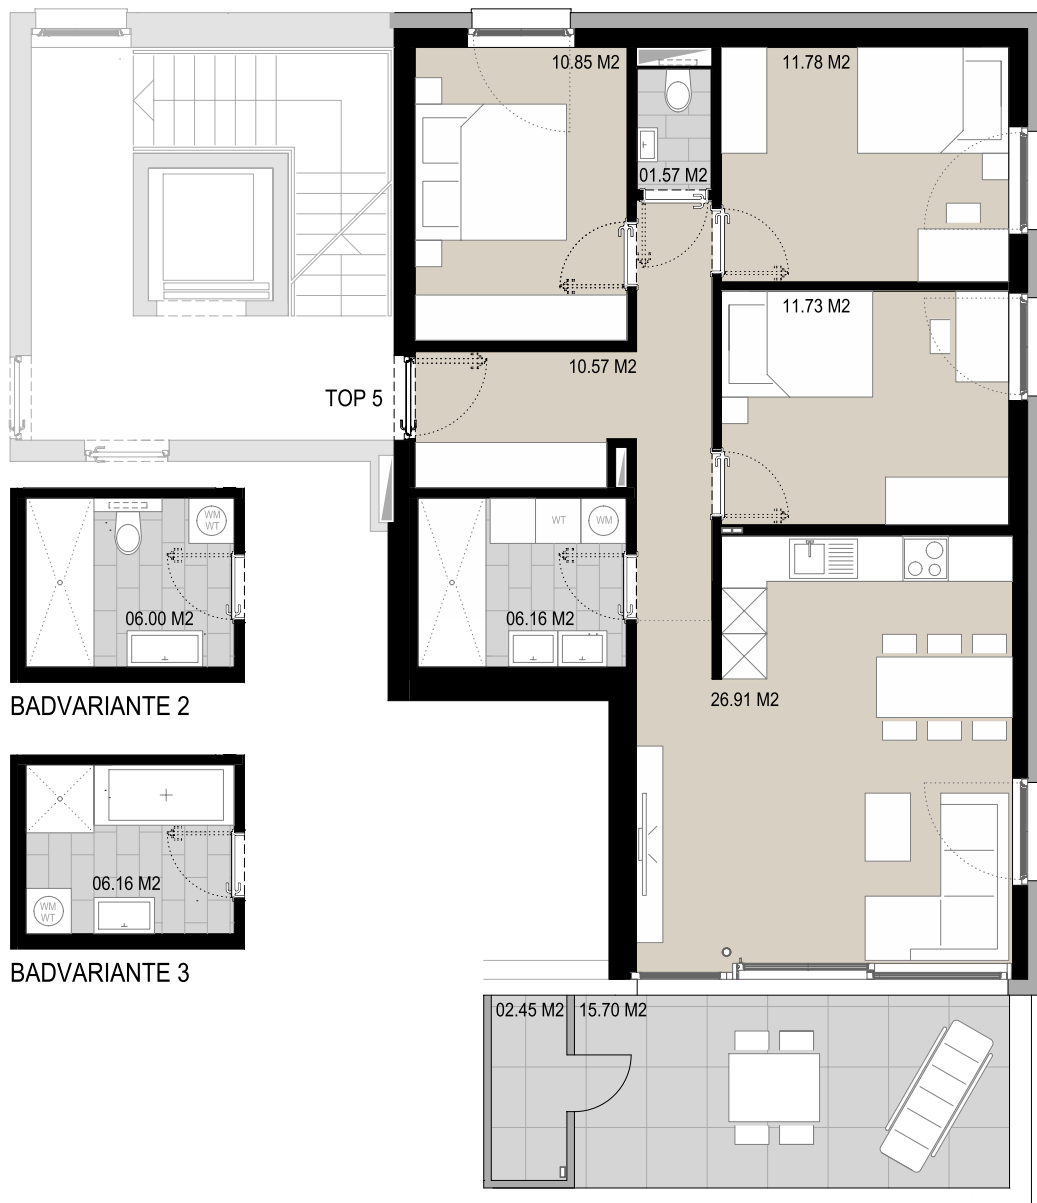 10.85 M2
11.78 M2
01.57 M2
11.73 M2
10.57 M2
TOP 5
WM
WT
WT
WM
06.00 M2
06.16 M2
26.91 M2
BADVARIANTE 2
06.16 M2
WM
WT
BADVARIANTE 3
02.45 M2
15.70 M2